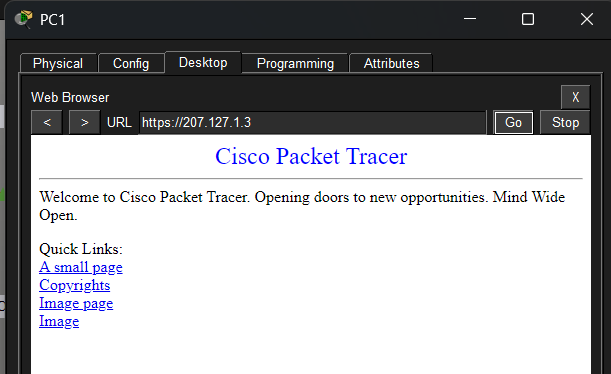 PC1
Physical Config Desktop Programming Attributes
Web Browser X
< > URL https://207.127.1.3 Go Stop
Cisco Packet Tracer
Welcome to Cisco Packet Tracer. Opening doors to new opportunities. Mind Wide
Open.
Quick Links:
A small page
Copyrights
Image page
Image